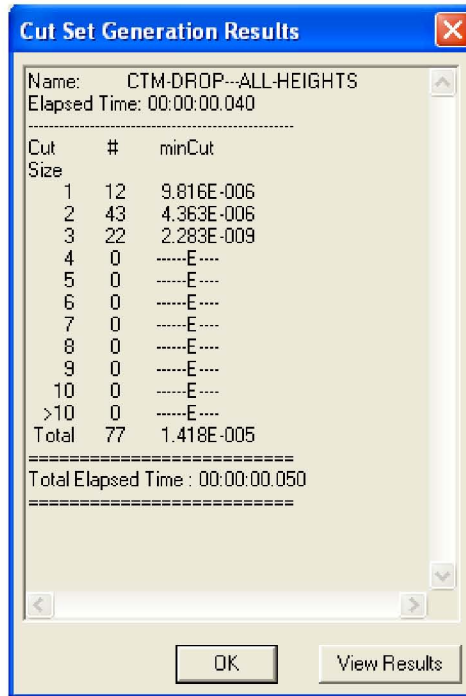 Cut Set Generation Results
Name: CTM-DROP---ALL-HEIGHTS
Elapsed Time: 00:00:00.040
--------------------------------------------------
Cut # minCut
Size
1 12 9.816E-006
2 43 4.363E-006
3 22 2.283E-009
4 0 ------E----
5 0 ------E----
6 0 ------E----
7 0 ------E----
8 0 ------E----
9 0 ------E----
10 0 ------E----
>10 0 ------E----
Total 77 1.418E-005
==========================
Total Elapsed Time : 00:00:00.050
==========================
OK View Results